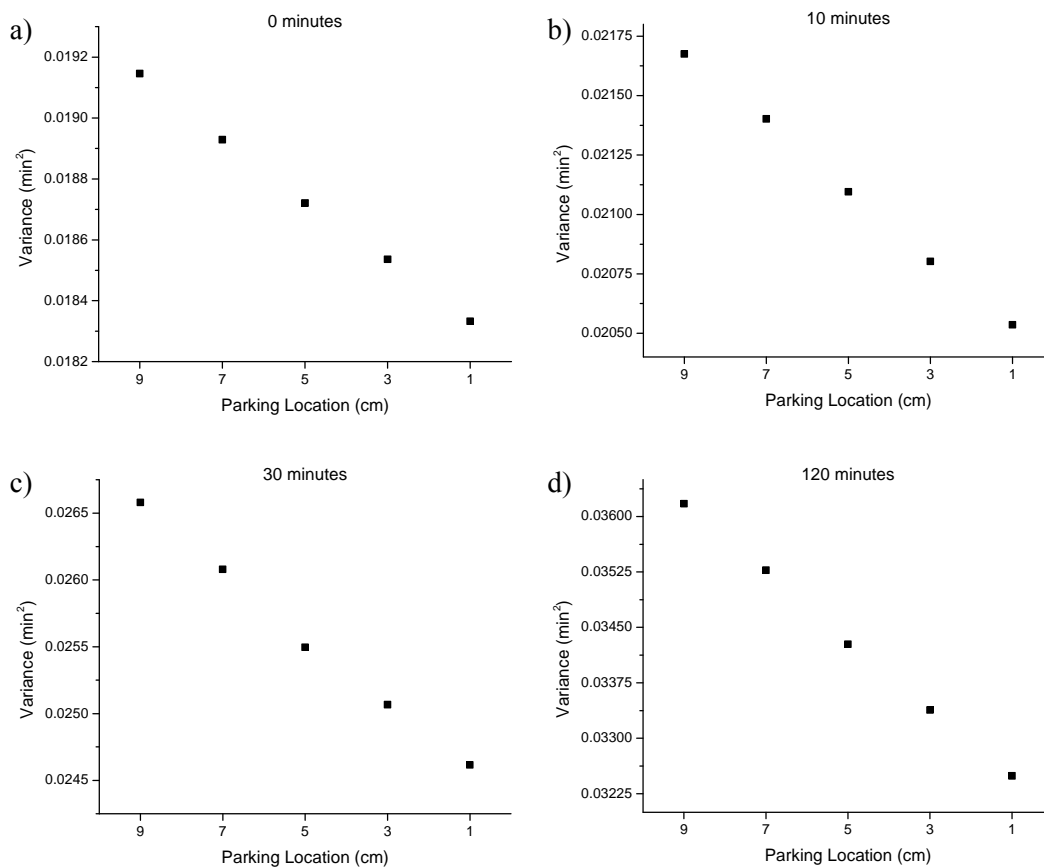 a)
0 minutes
0.0192
0.0190
0.0188
0.0186
0.0184
0.0182
Variance (min²)
9 7 5 3 1
Parking Location (cm)
b)
10 minutes
0.02175
0.02150
0.02125
0.02100
0.02075
0.02050
Variance (min²)
9 7 5 3 1
Parking Location (cm)
c)
30 minutes
0.0265
0.0260
0.0255
0.0250
0.0245
Variance (min²)
9 7 5 3 1
Parking Location (cm)
d)
120 minutes
0.03600
0.03525
0.03450
0.03375
0.03300
0.03225
Variance (min²)
9 7 5 3 1
Parking Location (cm)